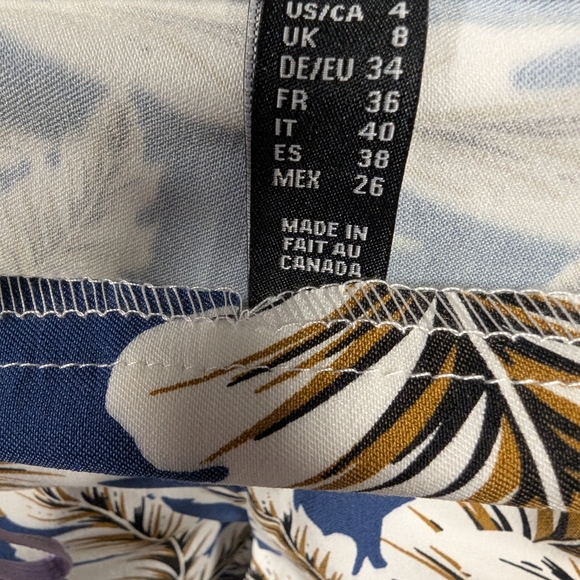 US/CA 4
UK 8
DE/EU 34
FR 36
IT 40
ES 38
MEX 26
MADE IN
FAIT AU
CANADA